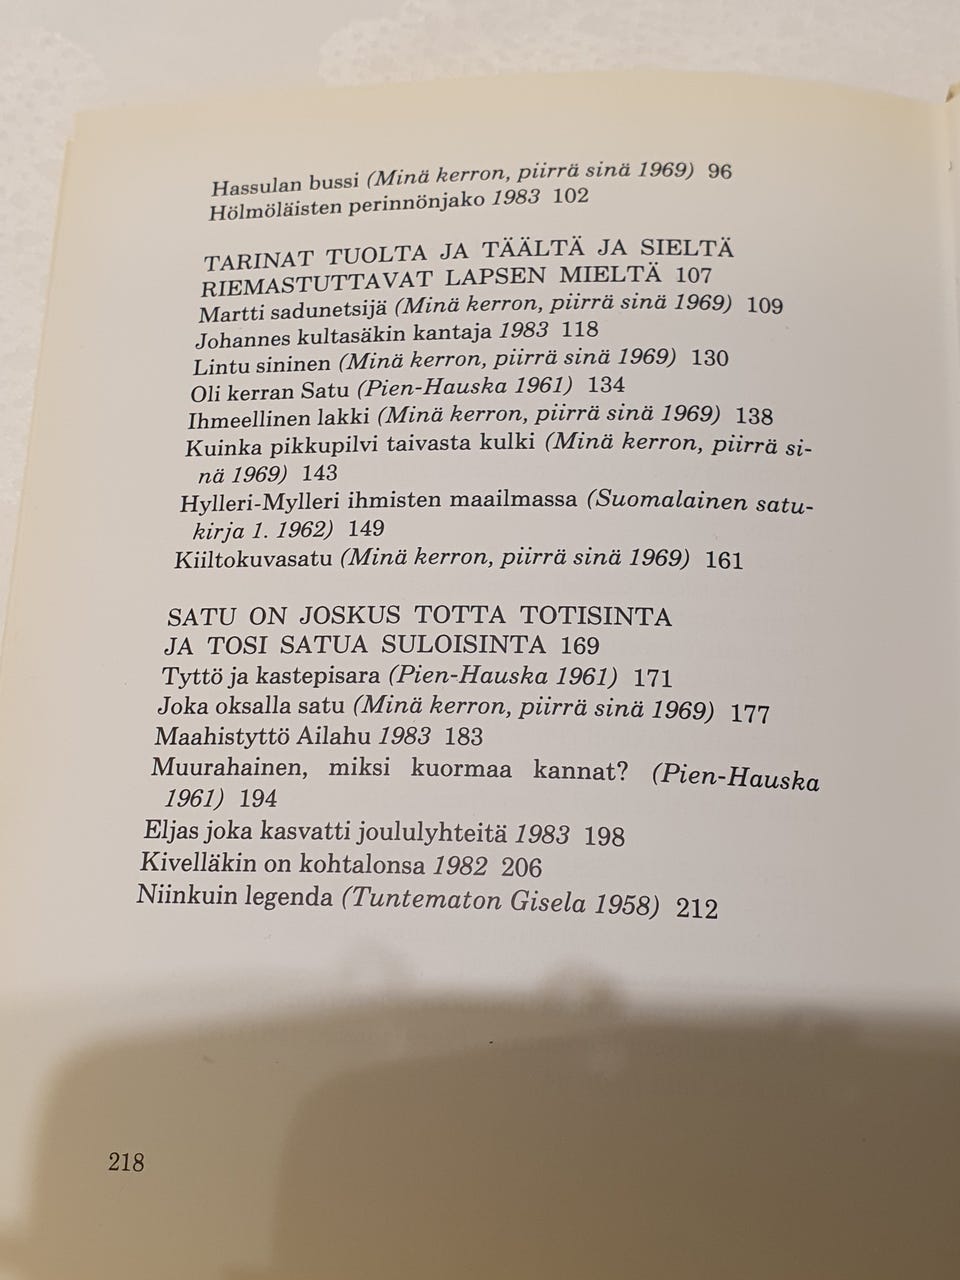 Hassulan bussi (Minä kerron, piirrä sinä 1969) 96
Hölmöläisten perinnönjako 1983 102
TARINAT TUOLTA JA TÄÄLTÄ JA SIELTÄ
RIEMASTUTTAVAT LAPSEN MIELTÄ 107
Martti sadunetsijä (Minä kerron, piirrä sinä 1969) 109
Johannes kultasäkin kantaja 1983 118
Lintu sininen (Minä kerron, piirrä sinä 1969) 130
Oli kerran Satu (Pien-Hauska 1961) 134
Ihmeellinen lakki (Minä kerron, piirrä sinä 1969) 138
Kuinka pikkupilvi taivasta kulki (Minä kerron, piirrä si-
nä 1969) 143
Hylleri-Mylleri ihmisten maailmassa (Suomalainen satu-
kirja 1. 1962) 149
Kiiltokuvasatu (Minä kerron, piirrä sinä 1969) 161
SATU ON JOSKUS TOTTA TOTISINTA
JA TOSI SATUA SULOISINTA 169
Tyttö ja kastepisara (Pien-Hauska 1961) 171
Joka oksalla satu (Minä kerron, piirrä sinä 1969) 177
Maahistyttö Ailahu 1983 183
Muurahainen, miksi kuormaa kannat? (Pien-Hauska
1961) 194
Eljas joka kasvatti joululyhteitä 1983 198
Kivelläkin on kohtalonsa 1982 206
Niinkuin legenda (Tuntematon Gisela 1958) 212
218